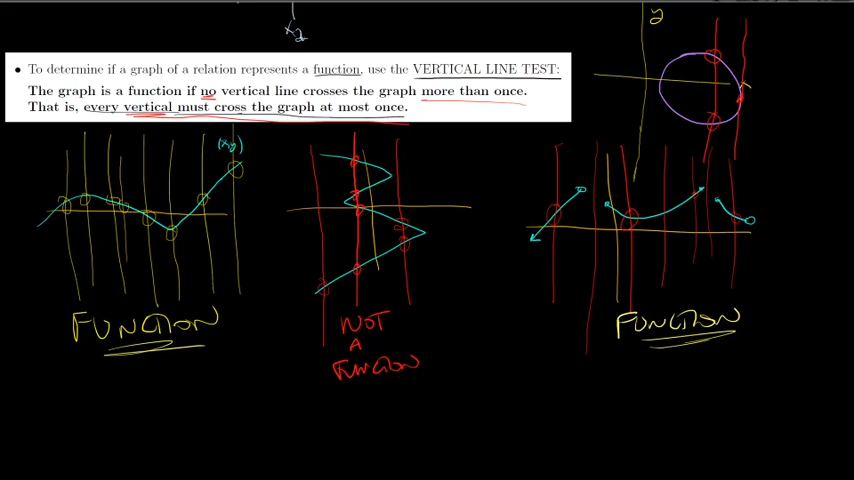 x2
y
x
• To determine if a graph of a relation represents a function, use the VERTICAL LINE TEST:
The graph is a function if no vertical line crosses the graph more than once.
That is, every vertical must cross the graph at most once.
(x,y)
FUNCTION
NOT
A
FUNCTION
FUNCTION